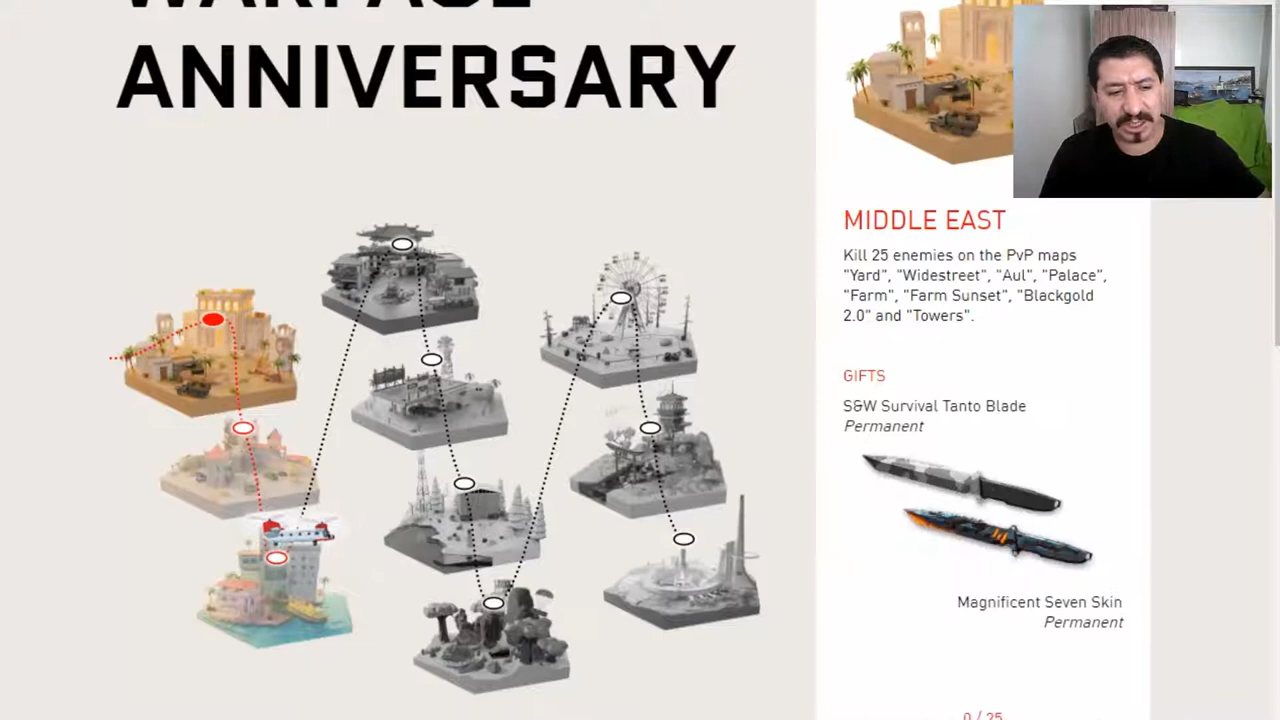 WARFACE
ANNIVERSARY
MIDDLE EAST
Kill 25 enemies on the PvP maps
"Yard", "Widestreet", "Aul", "Palace",
"Farm", "Farm Sunset", "Blackgold
2.0" and "Towers".
GIFTS
S&W Survival Tanto Blade
Permanent
Magnificent Seven Skin
Permanent
0 / 25